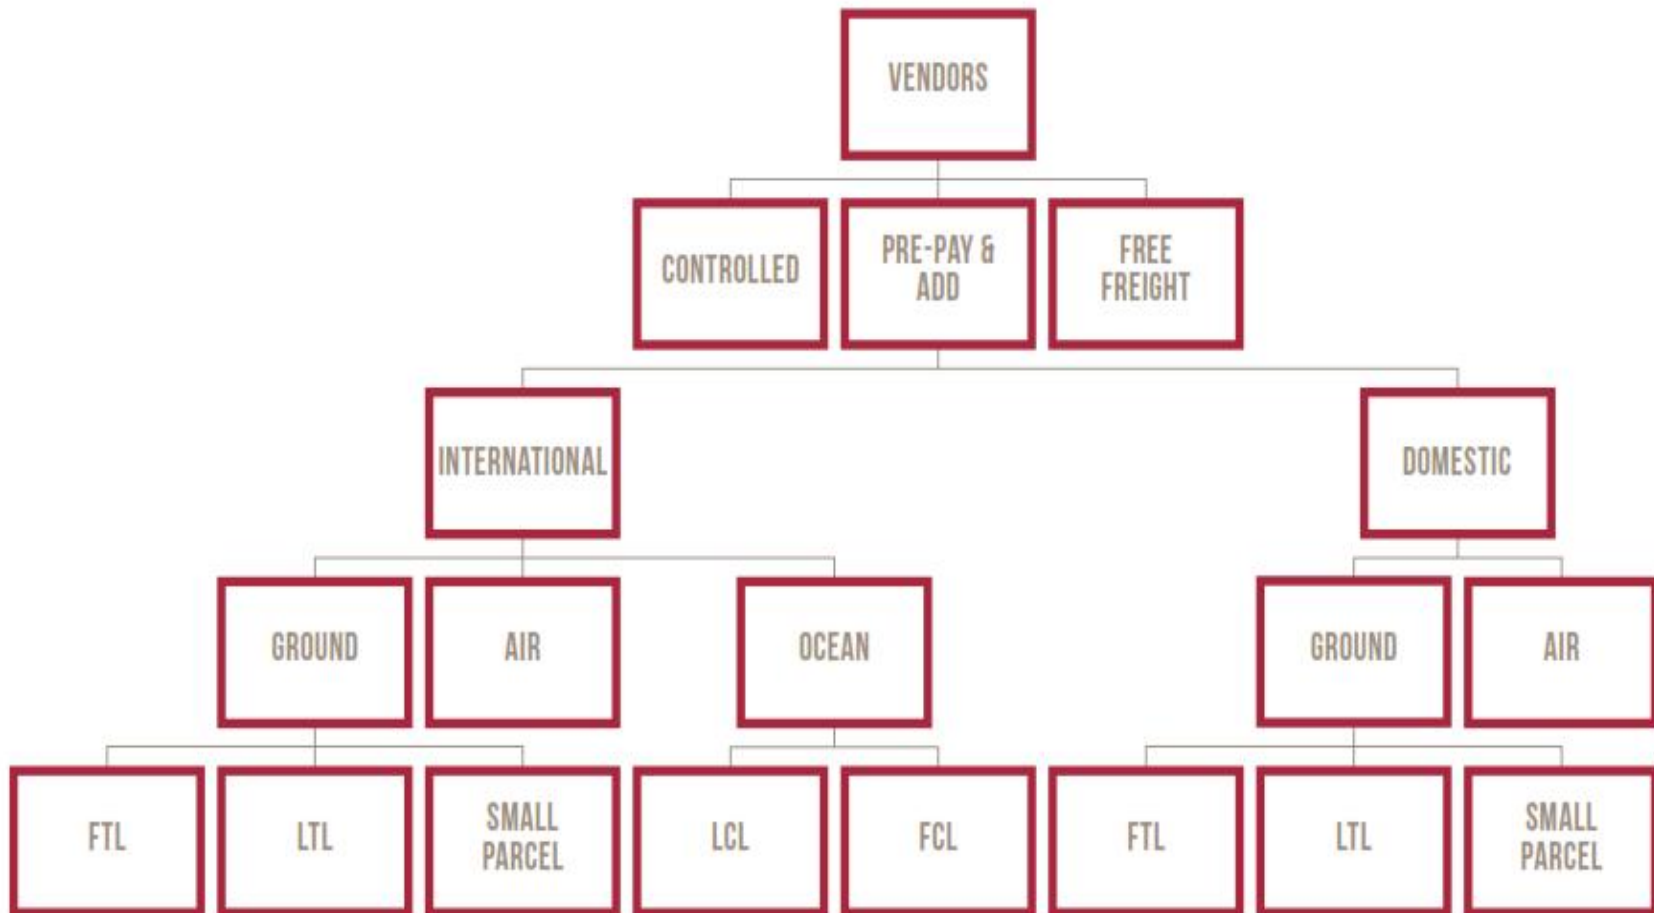 VENDORS
CONTROLLED
PRE-PAY &
ADD
FREE
FREIGHT
INTERNATIONAL
DOMESTIC
GROUND
AIR
OCEAN
GROUND
AIR
FTL
LTL
SMALL
PARCEL
LCL
FCL
FTL
LTL
SMALL
PARCEL